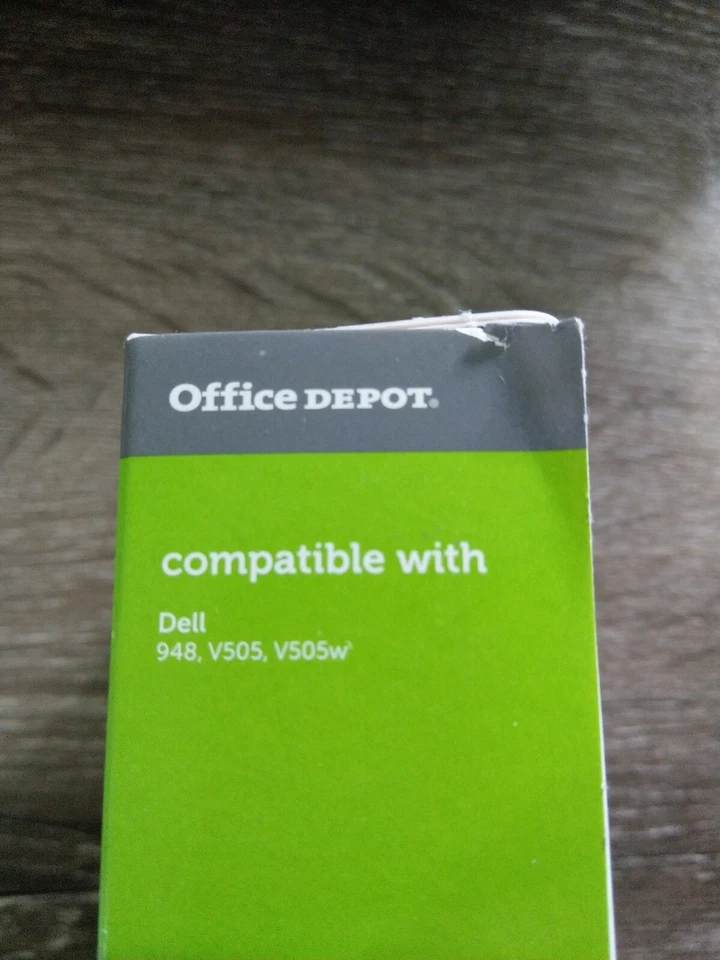 Office DEPOT®
compatible with
Dell
948, V505, V505w